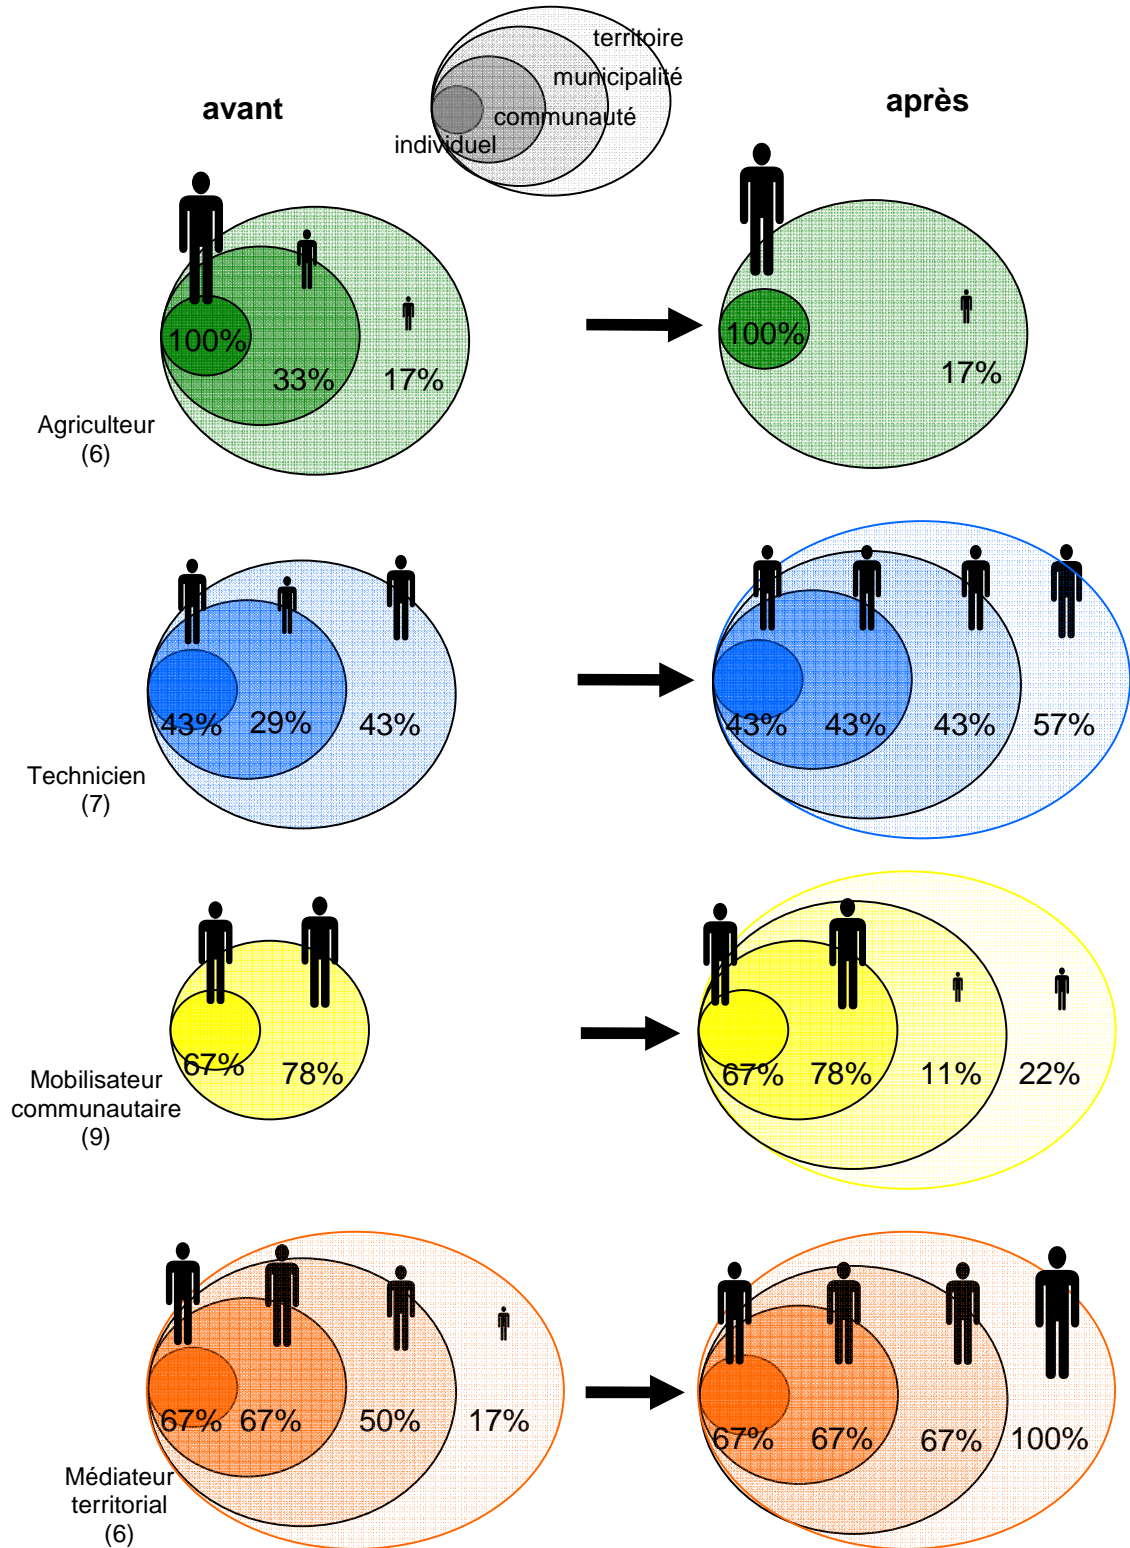 territoire
municipalité
communauté
individuel
avant
après
100%
33%
17%
100%
17%
Agriculteur
(6)
43%
29%
43%
43%
43%
43%
57%
Technicien
(7)
67%
78%
67%
78%
11%
22%
Mobilisateur
communautaire
(9)
67%
67%
50%
17%
67%
67%
67%
100%
Médiateur
territorial
(6)